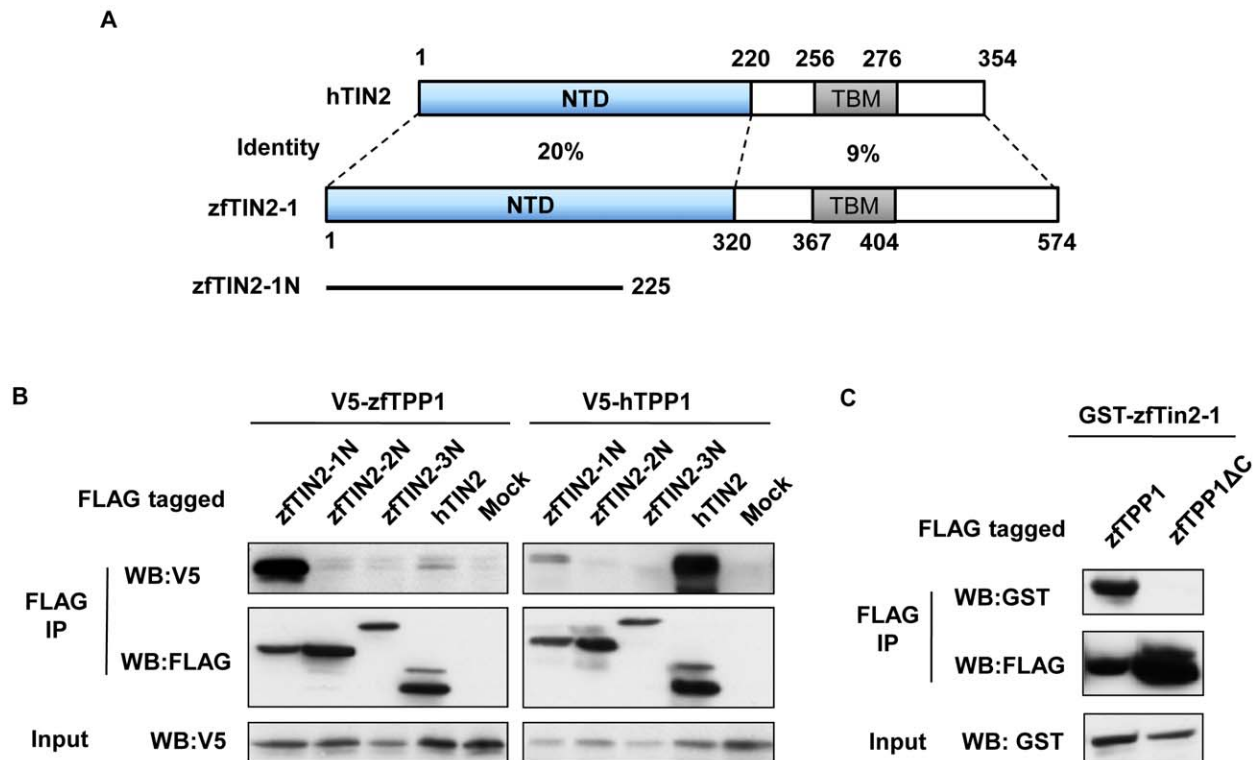 A
1 220 256 276 354
hTIN2 NTD TBM
Identity 20% 9%
zfTIN2-1 NTD TBM
1 320 367 404 574
zfTIN2-1N 225
B
V5-zfTPP1 V5-hTPP1
FLAG tagged zfTIN2-1N zfTIN2-2N zfTIN2-3N hTIN2 Mock zfTIN2-1N zfTIN2-2N zfTIN2-3N hTIN2 Mock
FLAG IP
WB:V5
WB:FLAG
Input WB:V5
C
GST-zfTin2-1
FLAG tagged zfTPP1 zfTPP1ΔC
FLAG IP
WB:GST
WB:FLAG
Input WB: GST